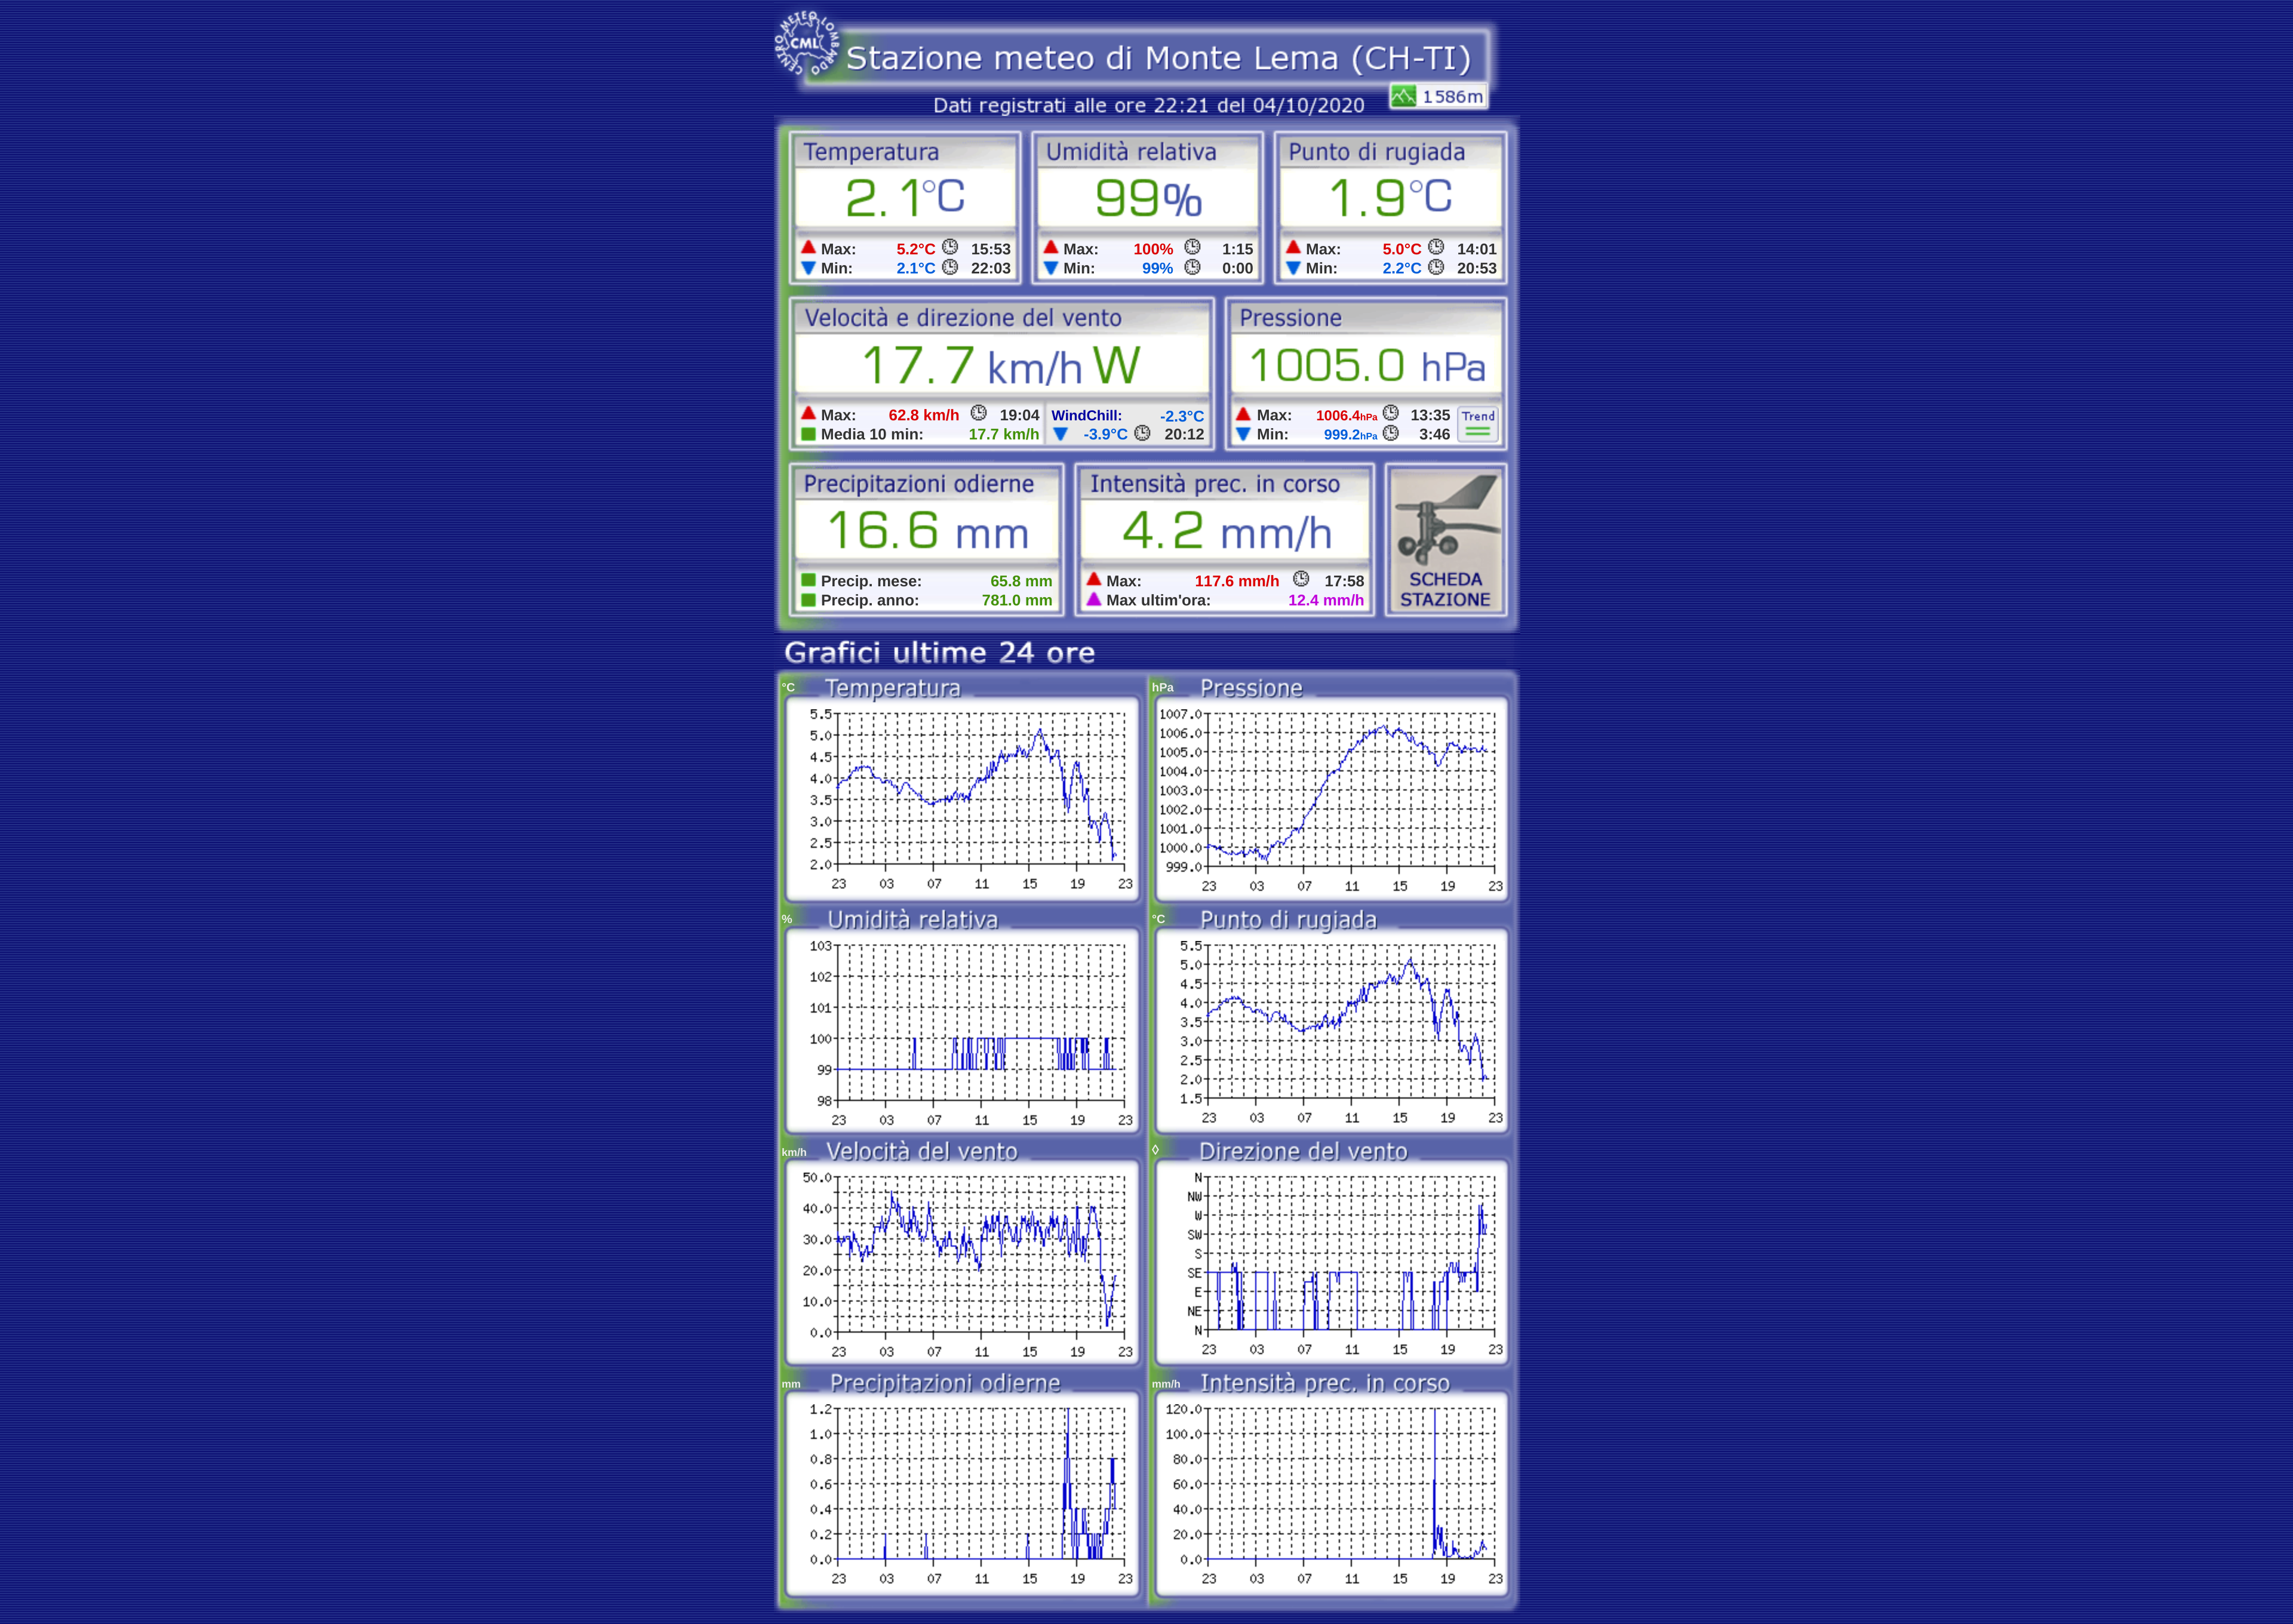 CENTRO METEO LOMBARDO
CML
Stazione meteo di Monte Lema (CH-TI)
Dati registrati alle ore 22:21 del 04/10/2020
1586m
Temperatura
2.1°C
Max: 5.2°C 15:53
Min: 2.1°C 22:03
Umidità relativa
99%
Max: 100% 1:15
Min: 99% 0:00
Punto di rugiada
1.9°C
Max: 5.0°C 14:01
Min: 2.2°C 20:53
Velocità e direzione del vento
17.7 km/h W
Max: 62.8 km/h 19:04
Media 10 min: 17.7 km/h
WindChill: -2.3°C
-3.9°C 20:12
Pressione
1005.0 hPa
Max: 1006.4hPa 13:35
Min: 999.2hPa 3:46
Trend
Precipitazioni odierne
16.6 mm
Precip. mese: 65.8 mm
Precip. anno: 781.0 mm
Intensità prec. in corso
4.2 mm/h
Max: 117.6 mm/h 17:58
Max ultim'ora: 12.4 mm/h
SCHEDA
STAZIONE
Grafici ultime 24 ore
°C Temperatura
5.5
5.0
4.5
4.0
3.5
3.0
2.5
2.0
23 03 07 11 15 19 23
hPa Pressione
1007.0
1006.0
1005.0
1004.0
1003.0
1002.0
1001.0
1000.0
999.0
23 03 07 11 15 19 23
% Umidità relativa
103
102
101
100
99
98
23 03 07 11 15 19 23
°C Punto di rugiada
5.5
5.0
4.5
4.0
3.5
3.0
2.5
2.0
1.5
23 03 07 11 15 19 23
km/h Velocità del vento
50.0
40.0
30.0
20.0
10.0
0.0
23 03 07 11 15 19 23
◊ Direzione del vento
N
NW
W
SW
S
SE
E
NE
N
23 03 07 11 15 19 23
mm Precipitazioni odierne
1.2
1.0
0.8
0.6
0.4
0.2
0.0
23 03 07 11 15 19 23
mm/h Intensità prec. in corso
120.0
100.0
80.0
60.0
40.0
20.0
0.0
23 03 07 11 15 19 23